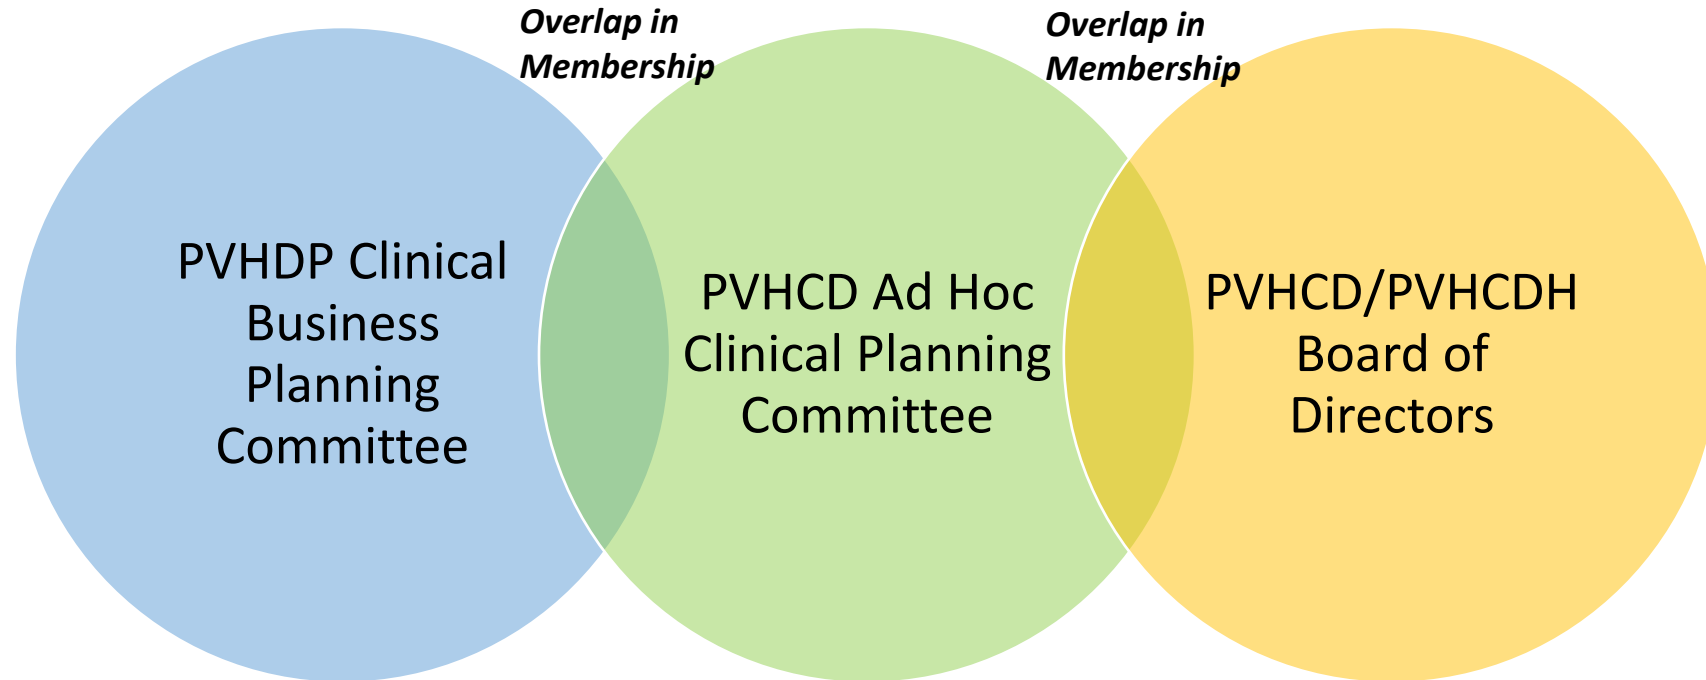 Overlap in
Membership
Overlap in
Membership
PVHDP Clinical
Business
Planning
Committee
PVHCD Ad Hoc
Clinical Planning
Committee
PVHCD/PVHCDH
Board of
Directors